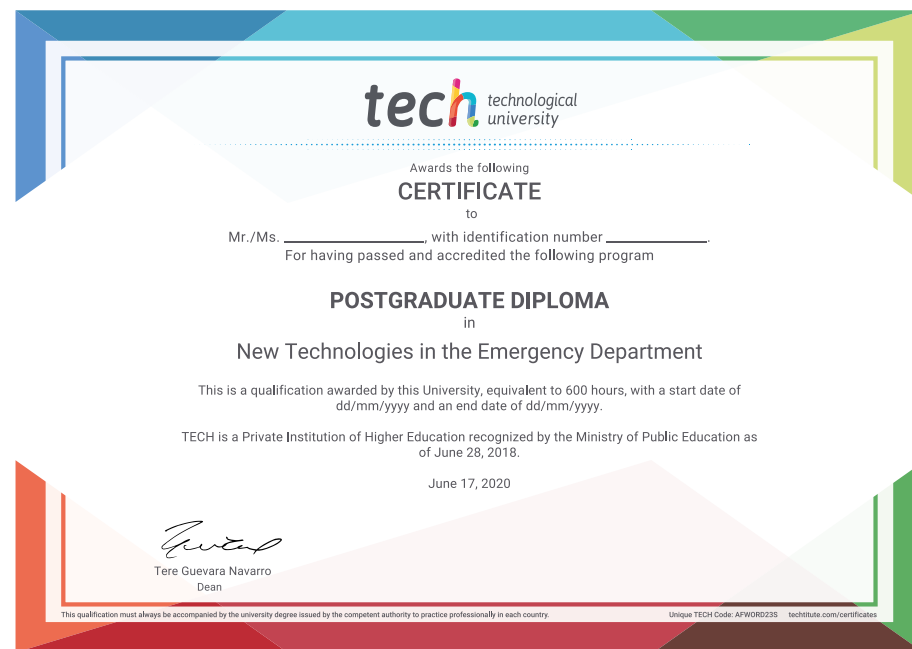 tech technological
university
Awards the following
CERTIFICATE
to
Mr./Ms. ____________________, with identification number ______________.
For having passed and accredited the following program
POSTGRADUATE DIPLOMA
in
New Technologies in the Emergency Department
This is a qualification awarded by this University, equivalent to 600 hours, with a start date of
dd/mm/yyyy and an end date of dd/mm/yyyy.
TECH is a Private Institution of Higher Education recognized by the Ministry of Public Education as
of June 28, 2018.
June 17, 2020
Tere Guevara Navarro
Dean
This qualification must always be accompanied by the university degree issued by the competent authority to practice professionally in each country. Unique TECH Code: AFWORD23S techtitute.com/certificates